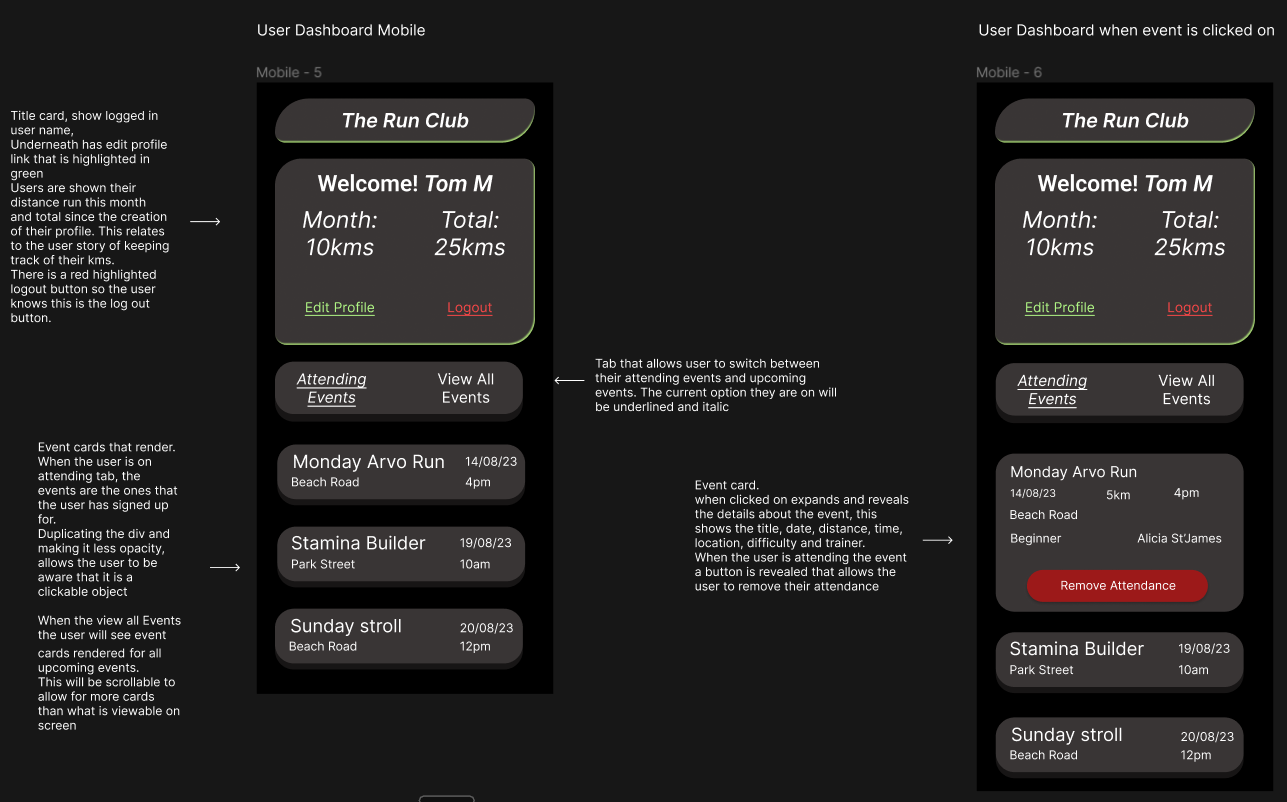 User Dashboard Mobile
User Dashboard when event is clicked on
Mobile - 5
Mobile - 6
Title card, show logged in
user name,
Underneath has edit profile
link that is highlighted in
green
Users are shown their
distance run this month
and total since the creation
of their profile. This relates
to the user story of keeping
track of their kms.
There is a red highlighted
logout button so the user
knows this is the log out
button.
The Run Club
Welcome! Tom M
Month:
10kms
Total:
25kms
Edit Profile
Logout
Attending
Events
View All
Events
Tab that allows user to switch between
their attending events and upcoming
events. The current option they are on will
be underlined and italic
Event cards that render.
When the user is on
attending tab, the
events are the ones that
the user has signed up
for.
Duplicating the div and
making it less opacity,
allows the user to be
aware that it is a
clickable object
When the view all Events
the user will see event
cards rendered for all
upcoming events.
This will be scrollable to
allow for more cards
than what is viewable on
screen
Monday Arvo Run
14/08/23
Beach Road
4pm
Stamina Builder
19/08/23
Park Street
10am
Sunday stroll
20/08/23
Beach Road
12pm
Event card.
when clicked on expands and reveals
the details about the event, this
shows the title, date, distance, time,
location, difficulty and trainer.
When the user is attending the event
a button is revealed that allows the
user to remove their attendance
The Run Club
Welcome! Tom M
Month:
10kms
Total:
25kms
Edit Profile
Logout
Attending
Events
View All
Events
Monday Arvo Run
14/08/23
5km
4pm
Beach Road
Beginner
Alicia St'James
Remove Attendance
Stamina Builder
19/08/23
Park Street
10am
Sunday stroll
20/08/23
Beach Road
12pm